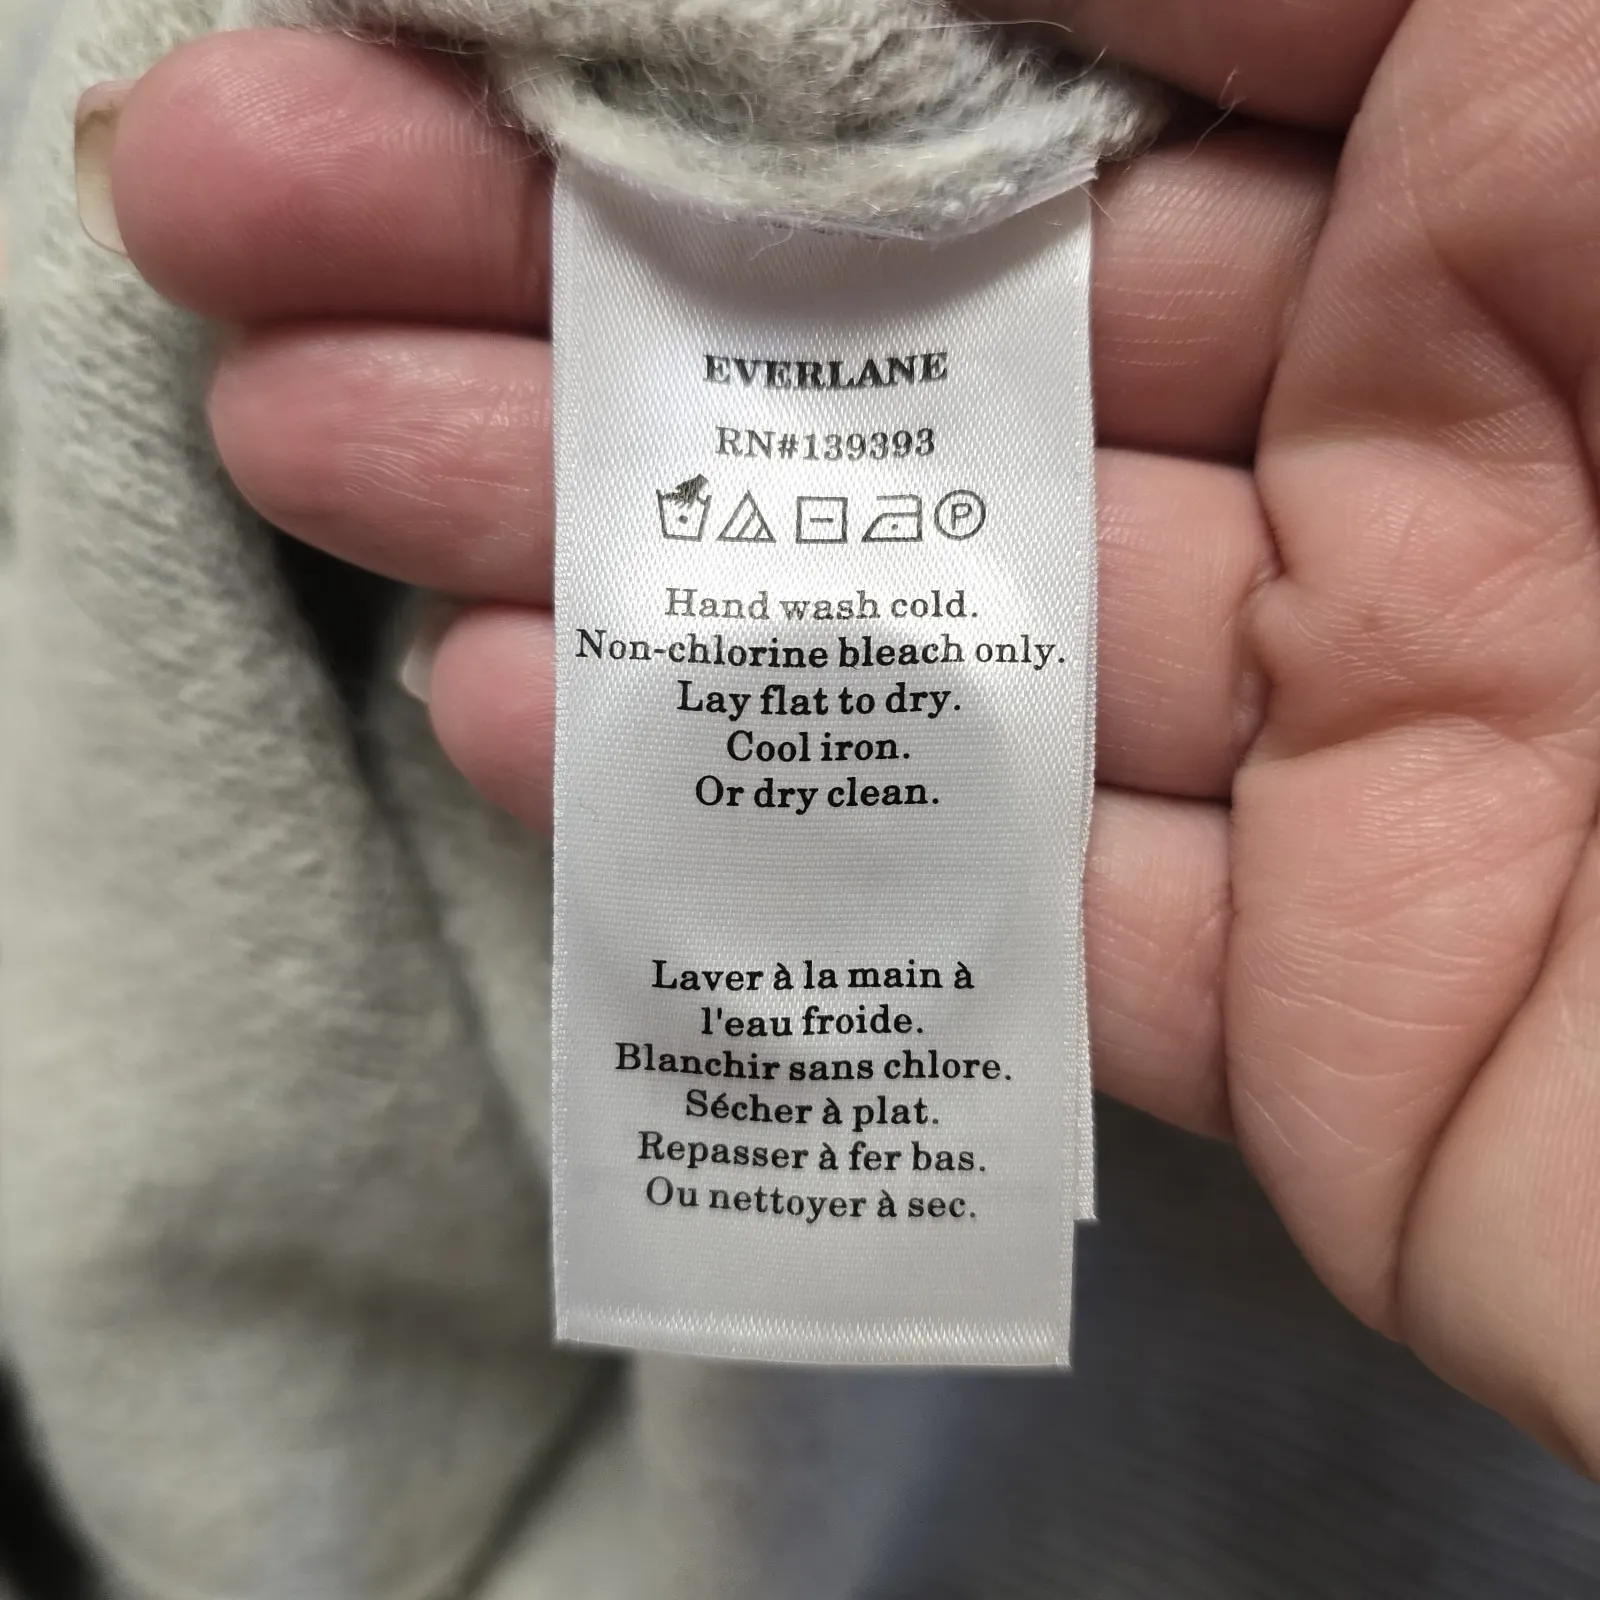 EVERLANE
RN#139393
P
Hand wash cold.
Non-chlorine bleach only.
Lay flat to dry.
Cool iron.
Or dry clean.
Laver à la main à
l'eau froide.
Blanchir sans chlore.
Sécher à plat.
Repasser à fer bas.
Ou nettoyer à sec.